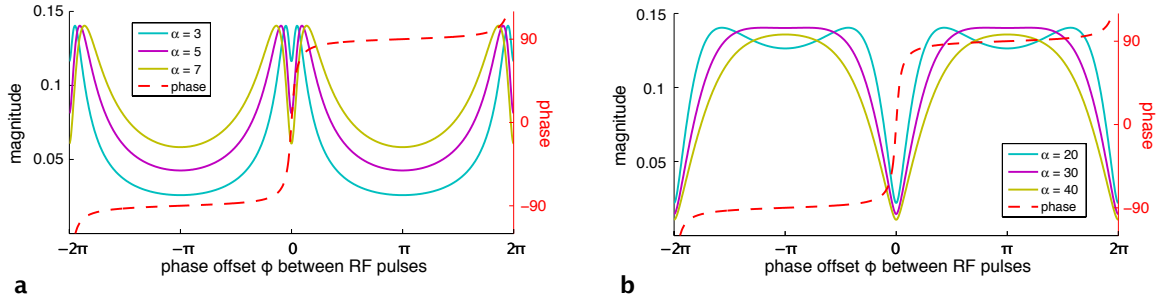 0.15
0.1
0.05
magnitude
α = 3
α = 5
α = 7
phase
90
0
−90
phase
−2π
−π
0
π
2π
phase offset ϕ between RF pulses
a
0.15
0.1
0.05
magnitude
α = 20
α = 30
α = 40
phase
90
0
−90
phase
−2π
−π
0
π
2π
phase offset ϕ between RF pulses
b